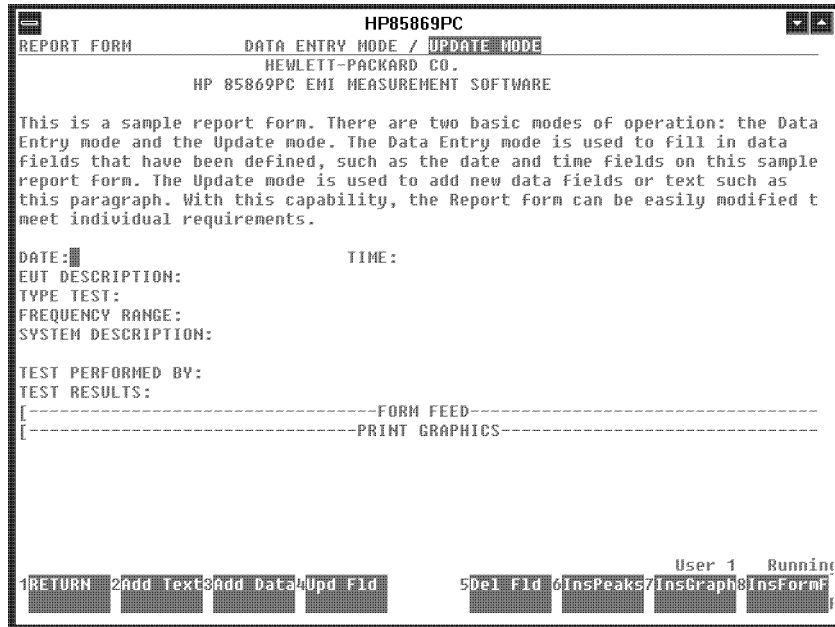 HP85869PC
REPORT FORM DATA ENTRY MODE / UPDATE MODE
HEWLETT-PACKARD CO.
HP 85869PC EMI MEASUREMENT SOFTWARE
This is a sample report form. There are two basic modes of operation: the Data
Entry mode and the Update mode. The Data Entry mode is used to fill in data
fields that have been defined, such as the date and time fields on this sample
report form. The Update mode is used to add new data fields or text such as
this paragraph. With this capability, the Report form can be easily modified t
meet individual requirements.
DATE: TIME:
EUT DESCRIPTION:
TYPE TEST:
FREQUENCY RANGE:
SYSTEM DESCRIPTION:
TEST PERFORMED BY:
TEST RESULTS:
[----------------------------------FORM FEED----------------------------------
[--------------------------------PRINT GRAPHICS-------------------------------
User 1 Running
1RETURN 2Add Text3Add Data4Upd Fld 5Del Fld 6InsPeaks7InsGraph8InsFormF